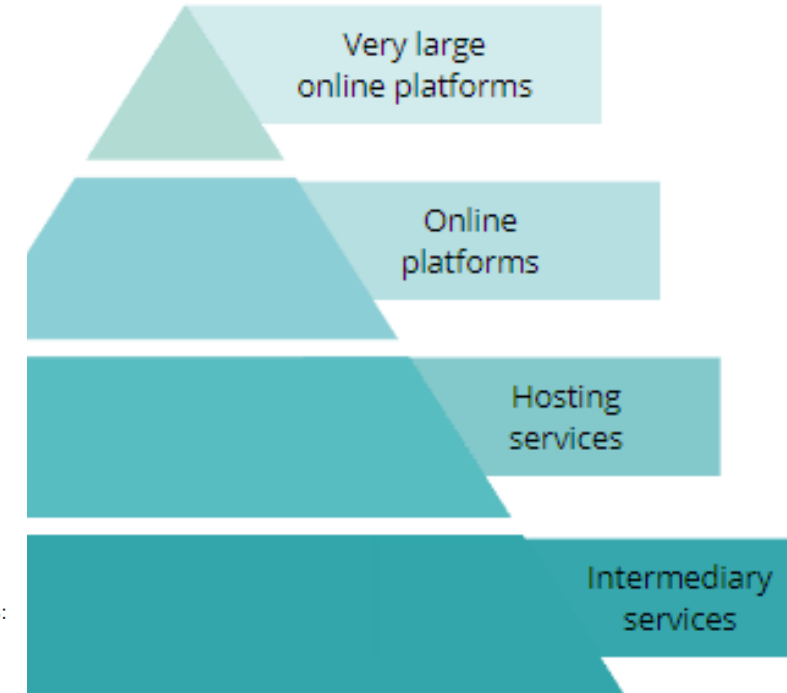 Very large
online platforms
Online
platforms
Hosting
services
Intermediary
services
: